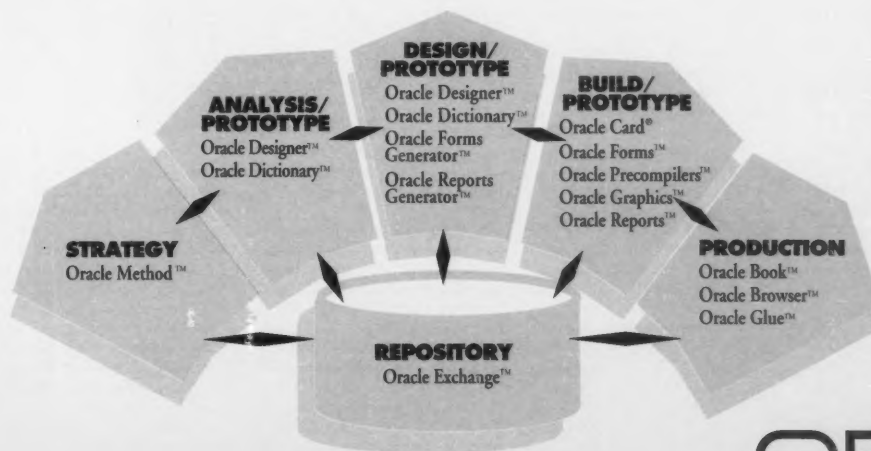 STRATEGY
Oracle Method™
ANALYSIS/
PROTOTYPE
Oracle Designer™
Oracle Dictionary™
DESIGN/
PROTOTYPE
Oracle Designer™
Oracle Dictionary™
Oracle Forms
Generator™
Oracle Reports
Generator™
BUILD/
PROTOTYPE
Oracle Card®
Oracle Forms™
Oracle Precompilers™
Oracle Graphics™
Oracle Reports™
PRODUCTION
Oracle Book™
Oracle Browser™
Oracle Glue™
REPOSITORY
Oracle Exchange™